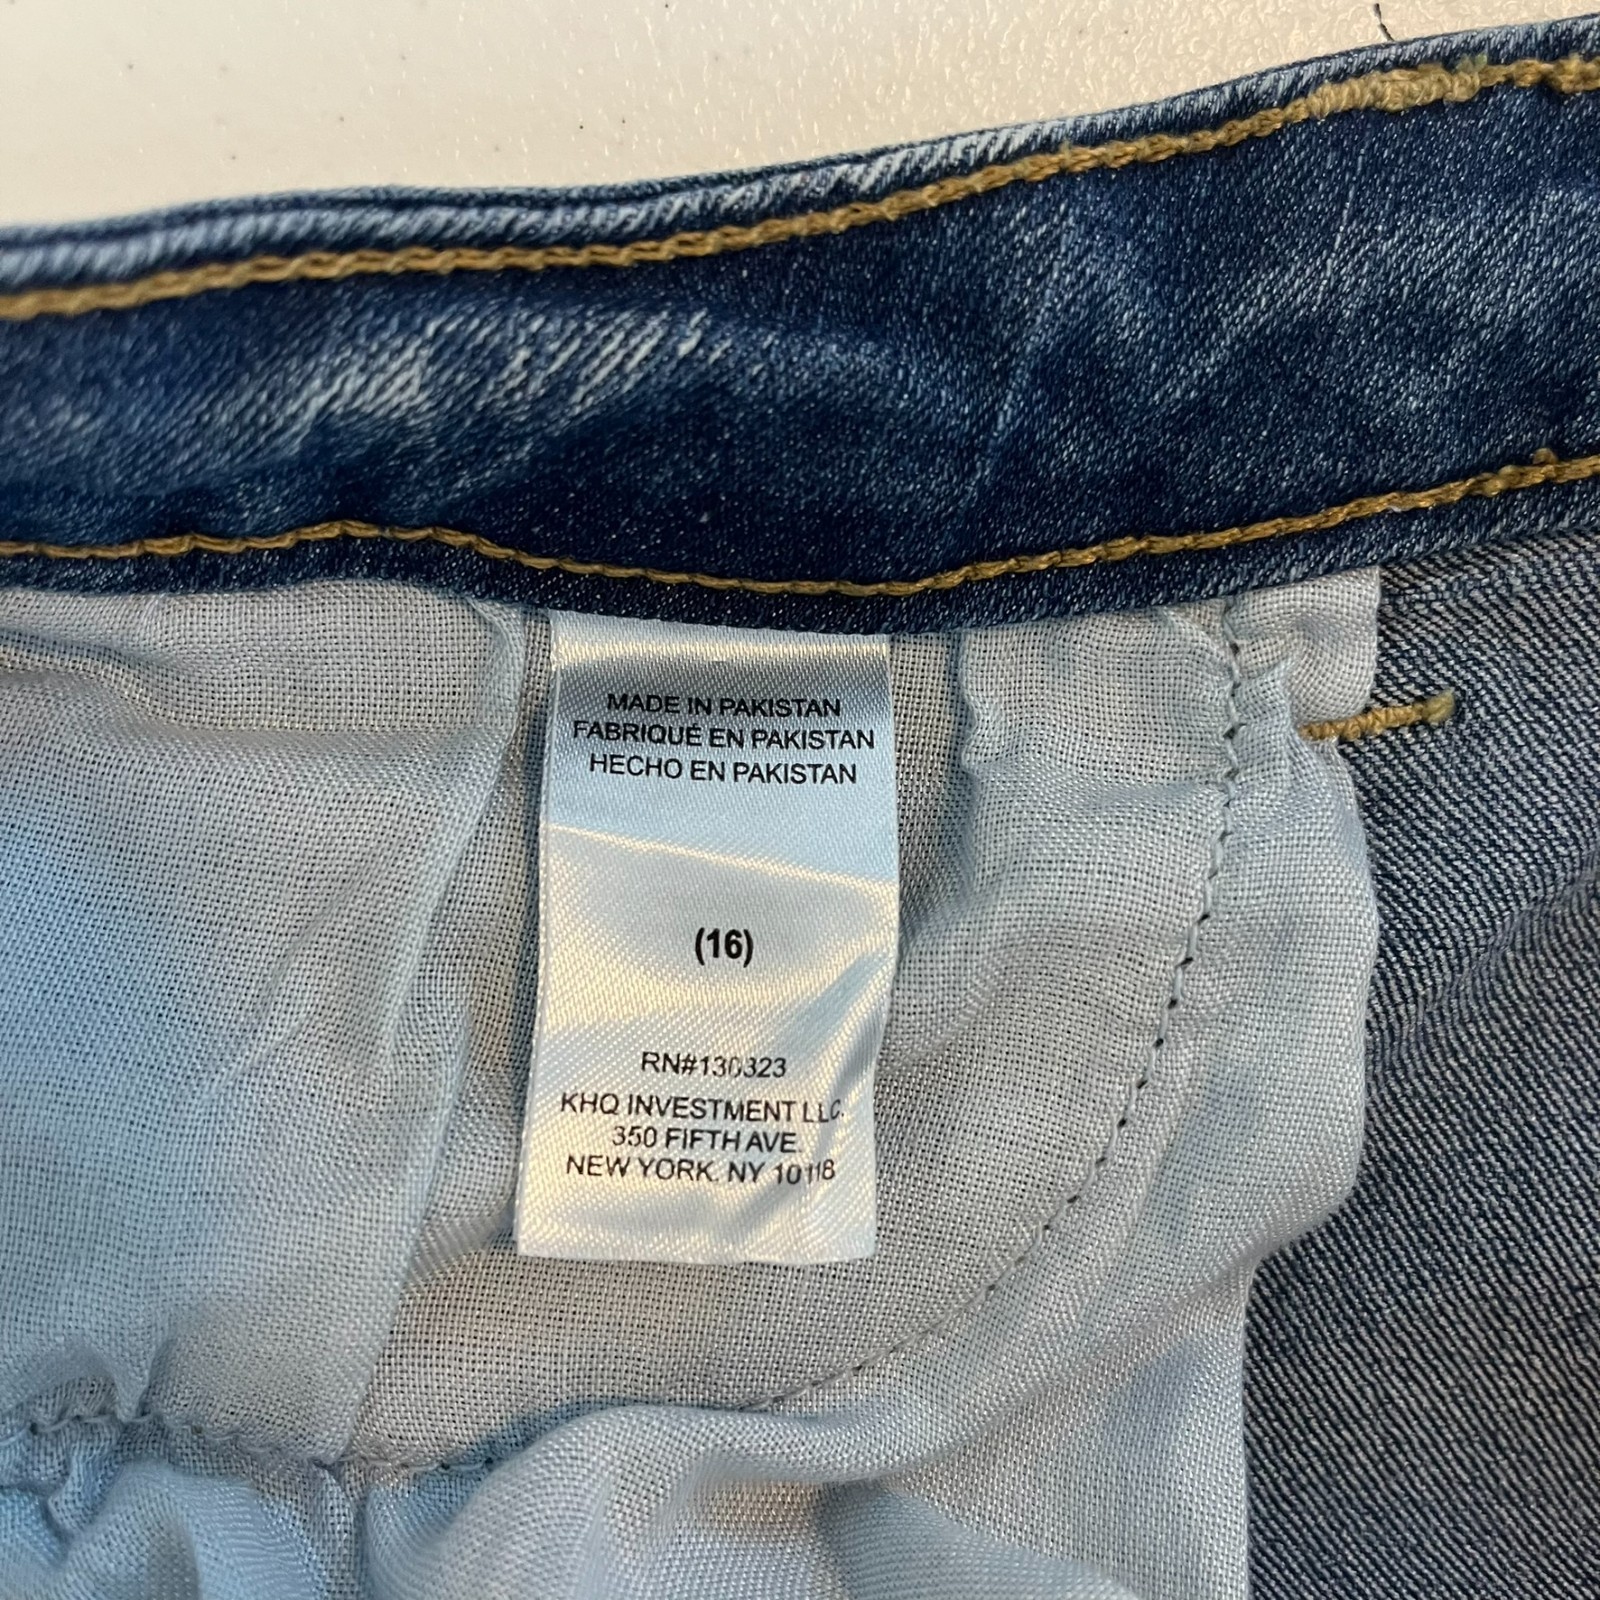 MADE IN PAKISTAN
FABRIQUÉ EN PAKISTAN
HECHO EN PAKISTAN
(16)
RN#130323
KHQ INVESTMENT LLC.
350 FIFTH AVE.
NEW YORK. NY 10118